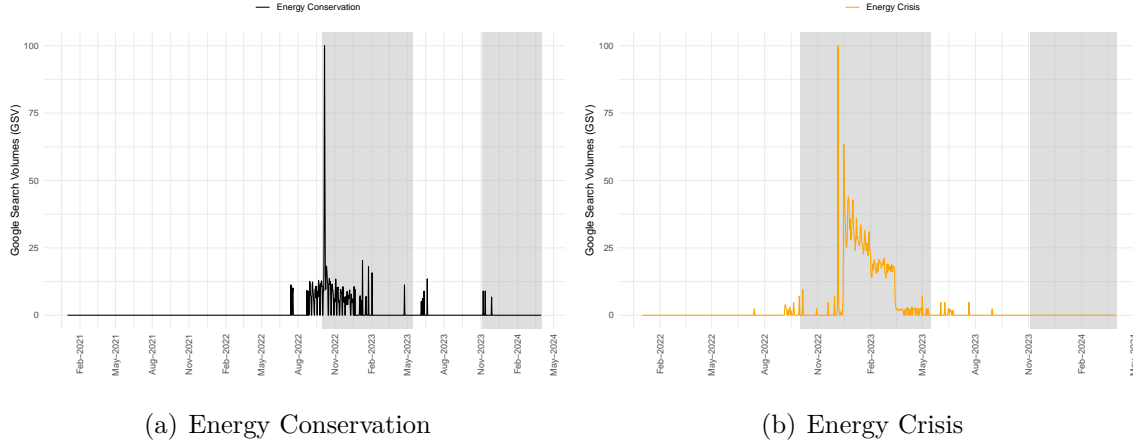 Energy Conservation
Google Search Volumes (GSV)
100
75
50
25
0
Feb−2021
May−2021
Aug−2021
Nov−2021
Feb−2022
May−2022
Aug−2022
Nov−2022
Feb−2023
May−2023
Aug−2023
Nov−2023
Feb−2024
May−2024
(a) Energy Conservation
Energy Crisis
Google Search Volumes (GSV)
100
75
50
25
0
Feb−2022
May−2022
Aug−2022
Nov−2022
Feb−2023
May−2023
Aug−2023
Nov−2023
Feb−2024
(b) Energy Crisis